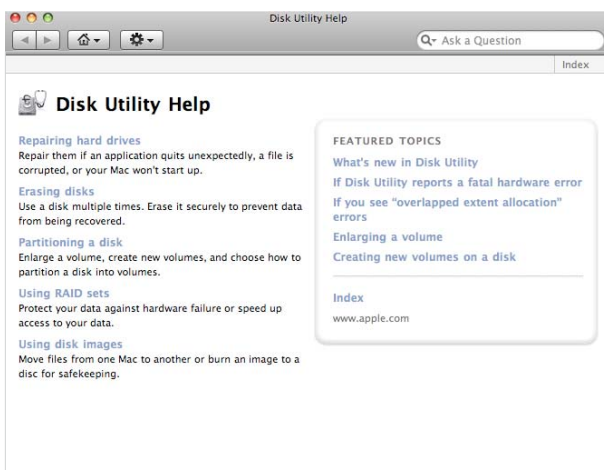 Disk Utility Help
Ask a Question
Index
Disk Utility Help
Repairing hard drives
Repair them if an application quits unexpectedly, a file is
corrupted, or your Mac won't start up.
Erasing disks
Use a disk multiple times. Erase it securely to prevent data
from being recovered.
Partitioning a disk
Enlarge a volume, create new volumes, and choose how to
partition a disk into volumes.
Using RAID sets
Protect your data against hardware failure or speed up
access to your data.
Using disk images
Move files from one Mac to another or burn an image to a
disc for safekeeping.
FEATURED TOPICS
What's new in Disk Utility
If Disk Utility reports a fatal hardware error
If you see “overlapped extent allocation”
errors
Enlarging a volume
Creating new volumes on a disk
Index
www.apple.com